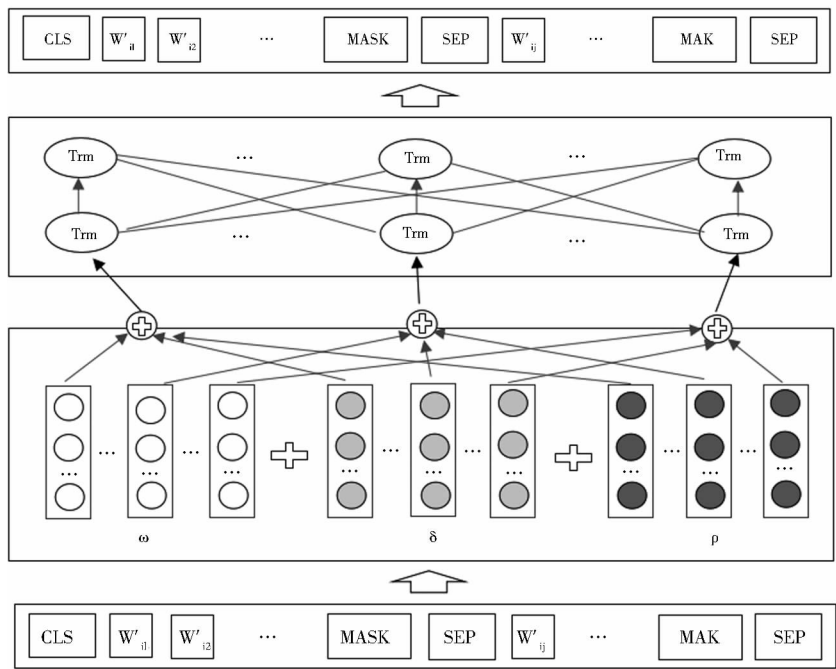 CLS W'i1 W'i2 ... MASK SEP W'ij ... MAK SEP
Trm ... Trm ... Trm
Trm ... Trm ... Trm
... ... ... ... ... ...
... ... ... ... ... ... ... ... ...
ω δ ρ
CLS W'i1 W'i2 ... MASK SEP W'ij ... MAK SEP